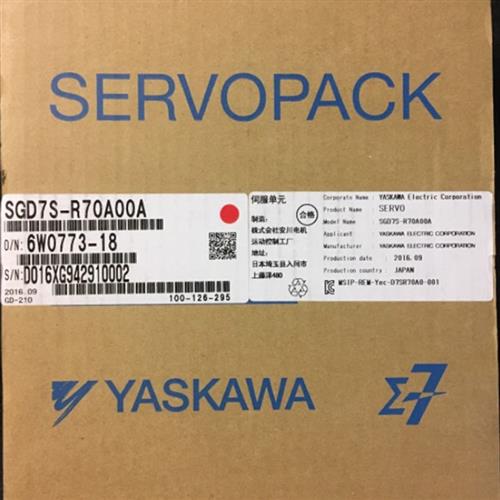 SERVOPACK
SGD7S-R70A00A
O/N: 6W0773-18
S/N: D016XG942910002
2016.09
GD-210
100-126-295
伺服单元
合格
制造:
株式会社安川电机
运动控制工厂
地址:
日本埼玉县入间市
上藤泽480
Corporate Name : YASKAWA Electric Corporation
Product Name : SERVO
Model Name : SGD7S-R70A00A
Applicant : YASKAWA ELECTRIC CORPORATION
Manufacturer : YASKAWA ELECTRIC CORPORATION
Production date : 2016.09
Production country : JAPAN
MSIP-REM-Yec-D7SR70A0-001
YASKAWA
Σ-7